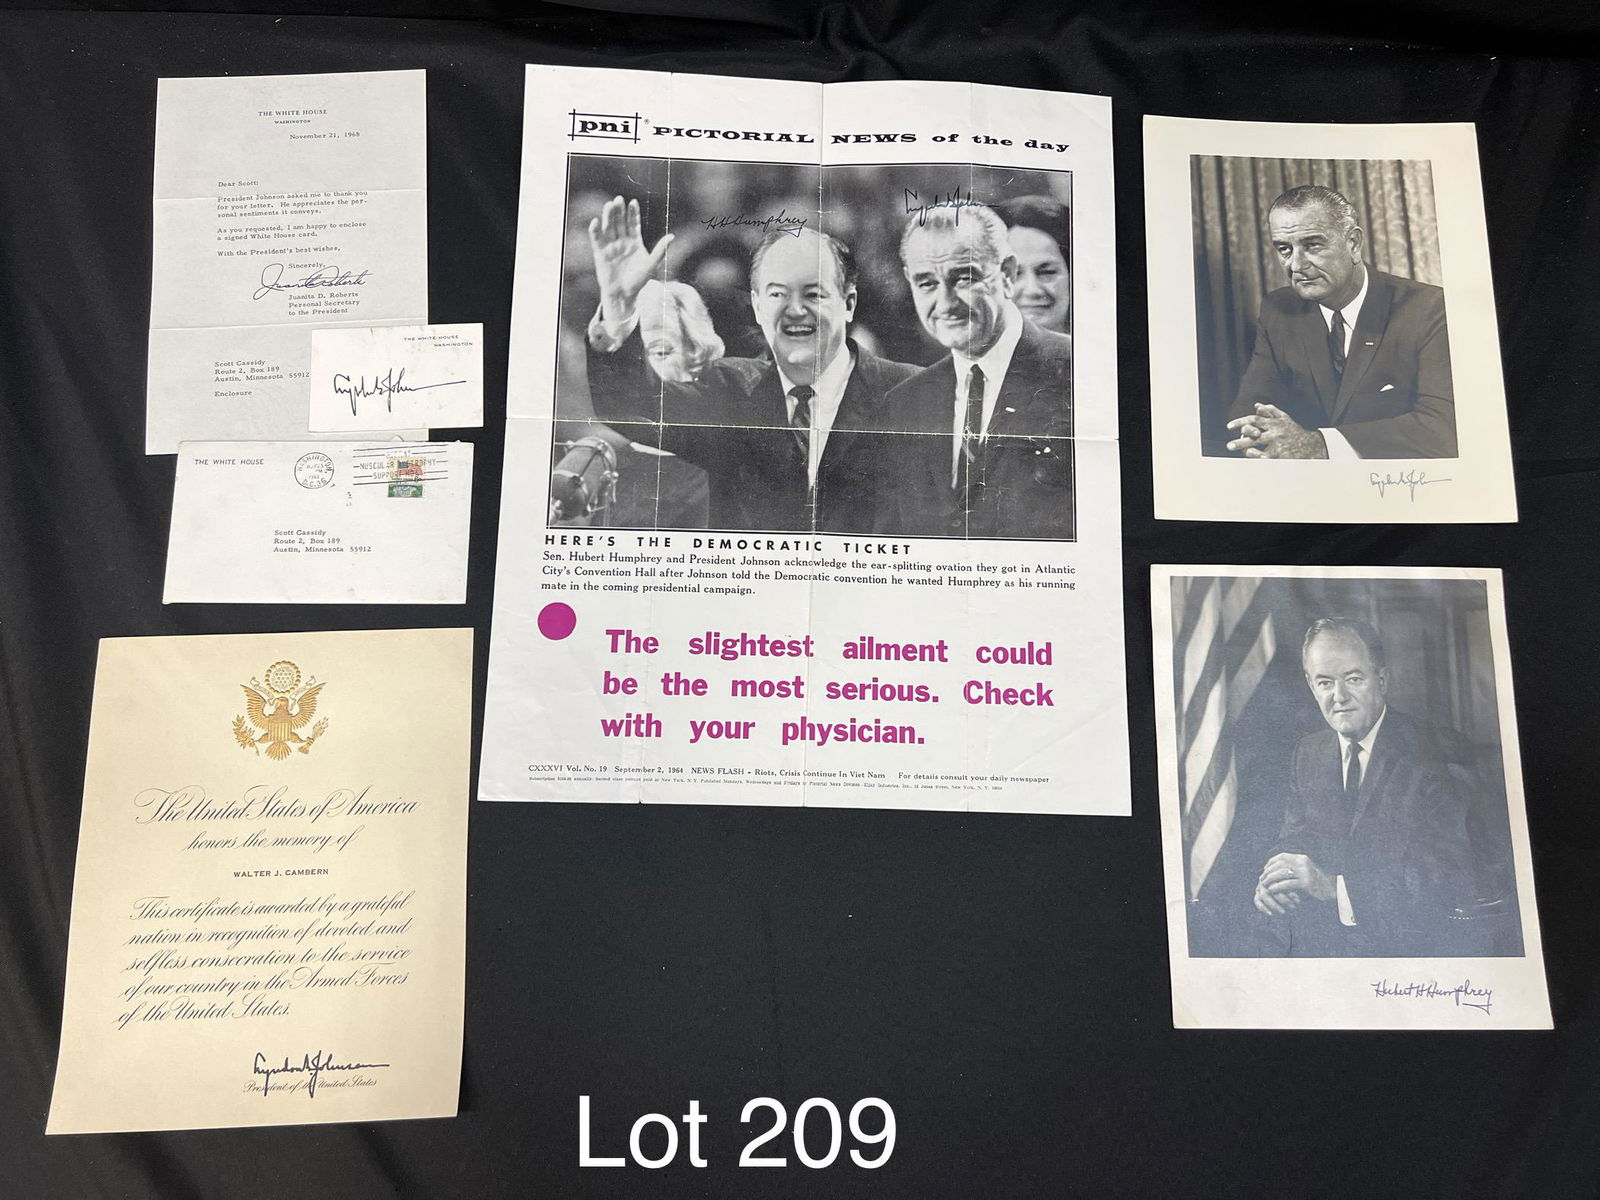 THE WHITE HOUSE
WASHINGTON
November 21, 1968
Dear Scott:
President Johnson asked me to thank you
for your letter. He appreciates the per-
sonal sentiments it conveys.
As you requested, I am happy to enclose
a signed White House card.
With the President's best wishes,
Sincerely,
Juanita Roberts
Juanita D. Roberts
Personal Secretary
to the President
Scott Cassidy
Route 2, Box 189
Austin, Minnesota 55912
Enclosure
THE WHITE HOUSE
WASHINGTON
THE WHITE HOUSE
WASHINGTON,
D.C.
MUSCULAR DYSTROPHY
SUPPORT
Scott Cassidy
Route 2, Box 189
Austin, Minnesota 55912
The United States of America
honors the memory of
WALTER J. CAMBERN
This certificate is awarded by a grateful
nation in recognition of devoted and
selfless consecration to the service
of our country in the Armed Forces
of the United States.
Lyndon B. Johnson
President of the United States
pni® PICTORIAL NEWS of the day
HHHumphrey
HERE'S THE DEMOCRATIC TICKET
Sen. Hubert Humphrey and President Johnson acknowledge the ear-splitting ovation they got in Atlantic
City's Convention Hall after Johnson told the Democratic convention he wanted Humphrey as his running
mate in the coming presidential campaign.
The slightest ailment could
be the most serious. Check
with your physician.
CXXXVI Vol. No. 19 September 2, 1964 NEWS FLASH - Riots, Crisis Continue In Viet Nam For details consult your daily newspaper
Hubert H Humphrey
Lot 209